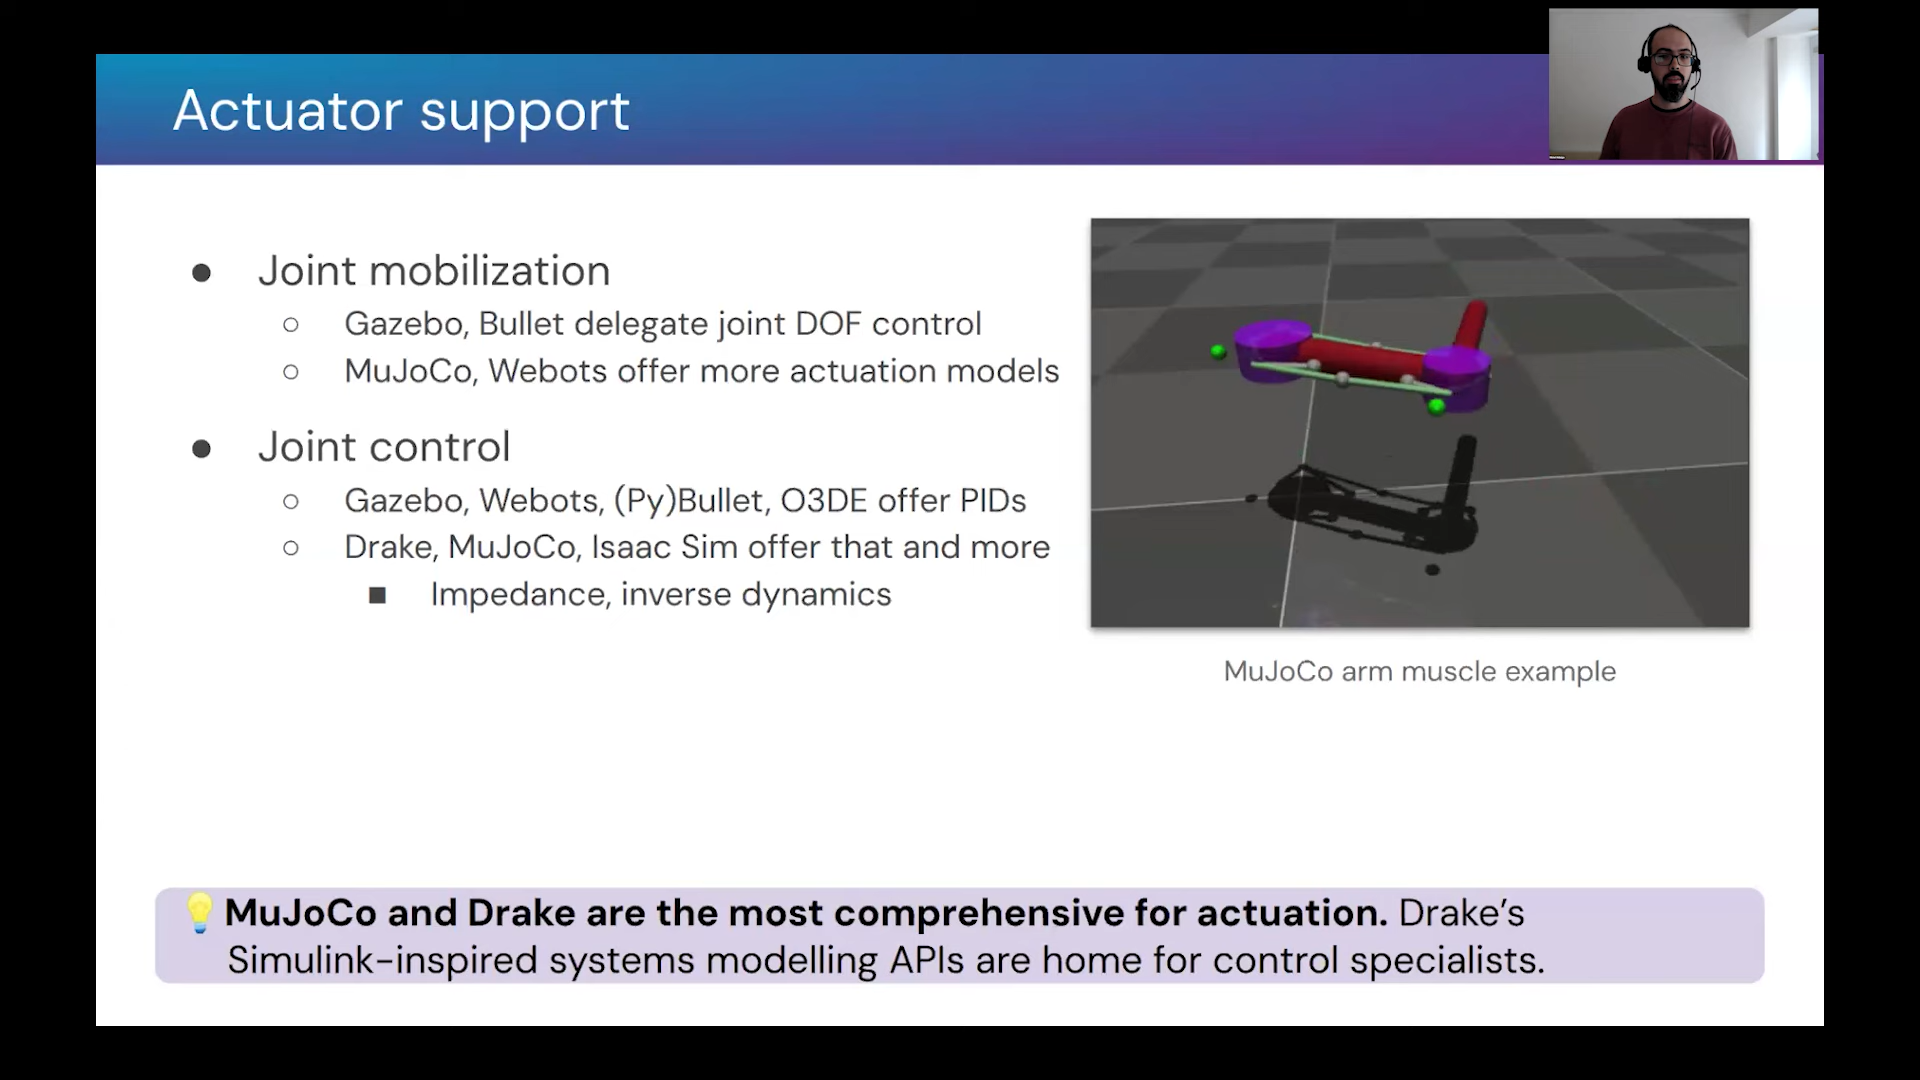 Actuator support
● Joint mobilization
○ Gazebo, Bullet delegate joint DOF control
○ MuJoCo, Webots offer more actuation models
● Joint control
○ Gazebo, Webots, (Py)Bullet, O3DE offer PIDs
○ Drake, MuJoCo, Isaac Sim offer that and more
■ Impedance, inverse dynamics
MuJoCo arm muscle example
💡MuJoCo and Drake are the most comprehensive for actuation. Drake’s
Simulink-inspired systems modelling APIs are home for control specialists.